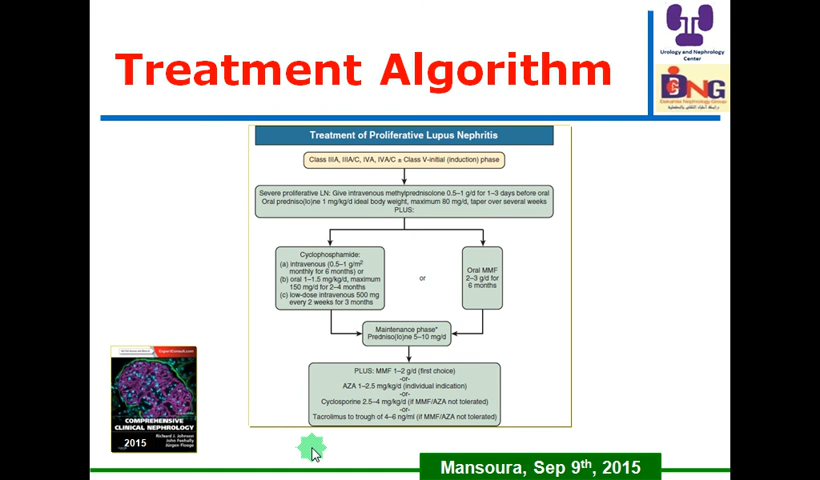 Treatment Algorithm
Urology and Nephrology
Center
DNG
Treatment of Proliferative Lupus Nephritis
Class IIIA, IIIA/C, IVA, IVA/C ± Class V-initial (induction) phase
Severe proliferative LN: Give intravenous methylprednisolone 0.5–1 g/d for 1–3 days before oral
Oral predniso(lo)ne 1 mg/kg/d ideal body weight, maximum 80 mg/d, taper over several weeks
PLUS:
Cyclophosphamide:
(a) intravenous (0.5–1 g/m²
monthly for 6 months) or
(b) oral 1–1.5 mg/kg/d, maximum
150 mg/d for 2–4 months
(c) low-dose intravenous 500 mg
every 2 weeks for 3 months
or
Oral MMF
2–3 g/d for
6 months
Maintenance phase*
Predniso(lo)ne 5–10 mg/d
PLUS: MMF 1–2 g/d (first choice)
-or-
AZA 1–2.5 mg/kg/d (individual indication)
-or-
Cyclosporine 2.5–4 mg/kg/d (if MMF/AZA not tolerated)
-or-
Tacrolimus to trough of 4–6 ng/ml (if MMF/AZA not tolerated)
COMPREHENSIVE
CLINICAL NEPHROLOGY
2015
Richard J. Johnson
John Feehally
Jürgen Floege
Mansoura, Sep 9th, 2015